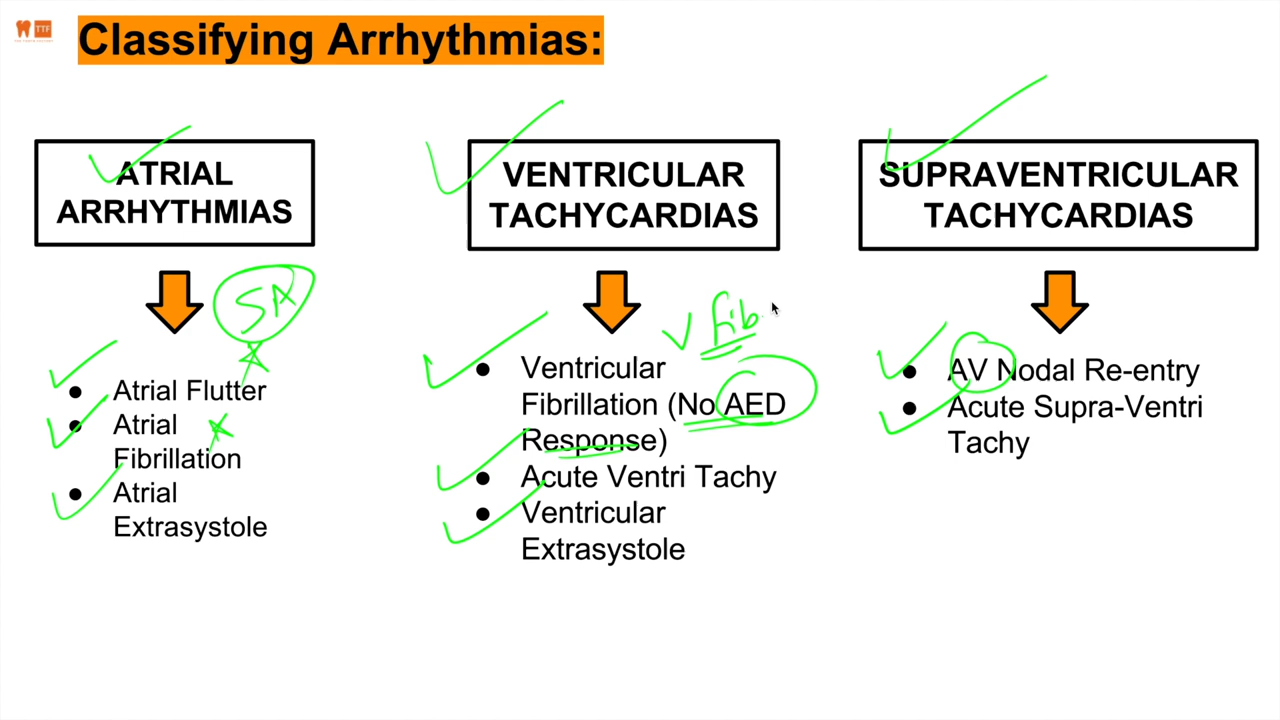 TTF
Classifying Arrhythmias:
ATRIAL
ARRHYTHMIAS
SA
● Atrial Flutter
● Atrial
Fibrillation
● Atrial
Extrasystole
VENTRICULAR
TACHYCARDIAS
fib
● Ventricular
Fibrillation (No AED
Response)
● Acute Ventri Tachy
● Ventricular
Extrasystole
SUPRAVENTRICULAR
TACHYCARDIAS
● AV Nodal Re-entry
● Acute Supra-Ventri
Tachy